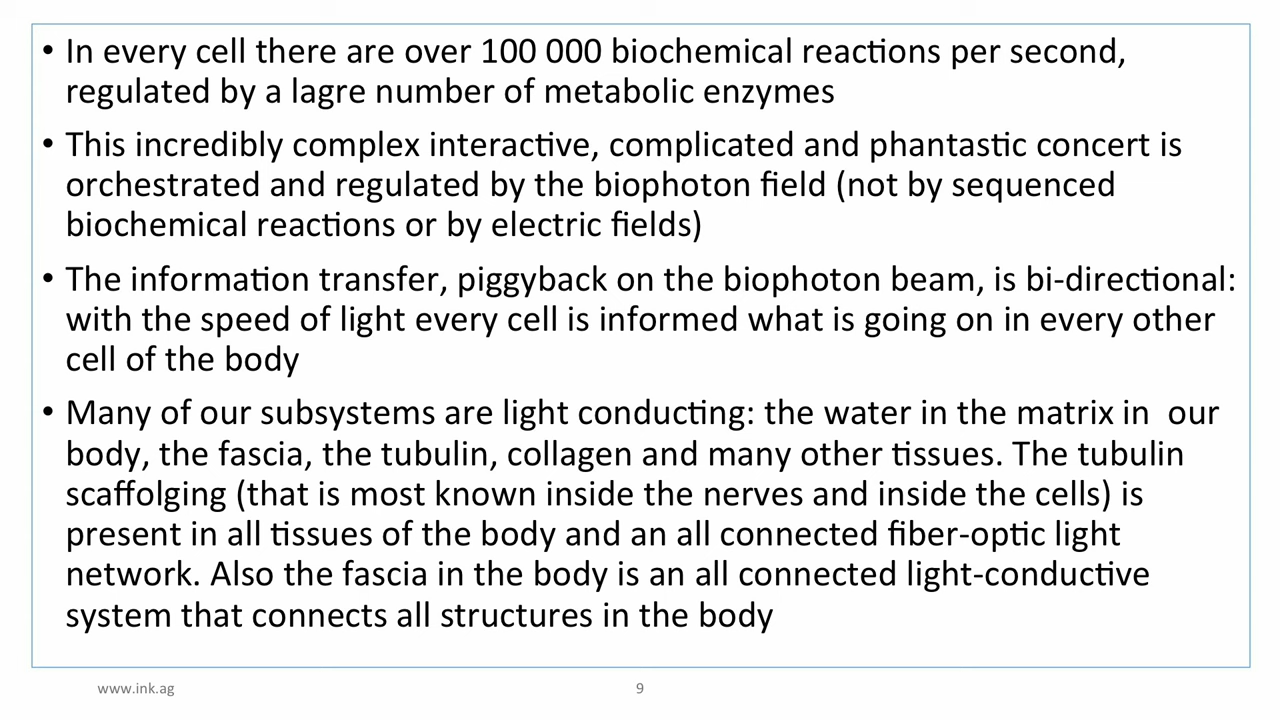 • In every cell there are over 100 000 biochemical reactions per second,
regulated by a lagre number of metabolic enzymes
• This incredibly complex interactive, complicated and phantastic concert is
orchestrated and regulated by the biophoton field (not by sequenced
biochemical reactions or by electric fields)
• The information transfer, piggyback on the biophoton beam, is bi-directional:
with the speed of light every cell is informed what is going on in every other
cell of the body
• Many of our subsystems are light conducting: the water in the matrix in  our
body, the fascia, the tubulin, collagen and many other tissues. The tubulin
scaffolging (that is most known inside the nerves and inside the cells) is
present in all tissues of the body and an all connected fiber-optic light
network. Also the fascia in the body is an all connected light-conductive
system that connects all structures in the body
www.ink.ag
9